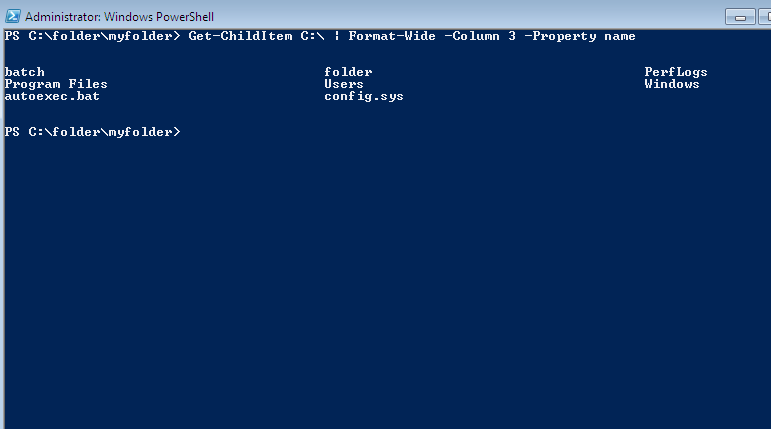 Administrator: Windows PowerShell
PS C:\folder\myfolder> Get-ChildItem C:\ | Format-Wide -Column 3 -Property name
batch folder PerfLogs
Program Files Users Windows
autoexec.bat config.sys
PS C:\folder\myfolder>